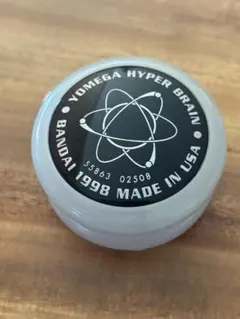 • YOMEGA HYPER BRAIN •
55863 02508
BANDAI 1998 MADE IN USA